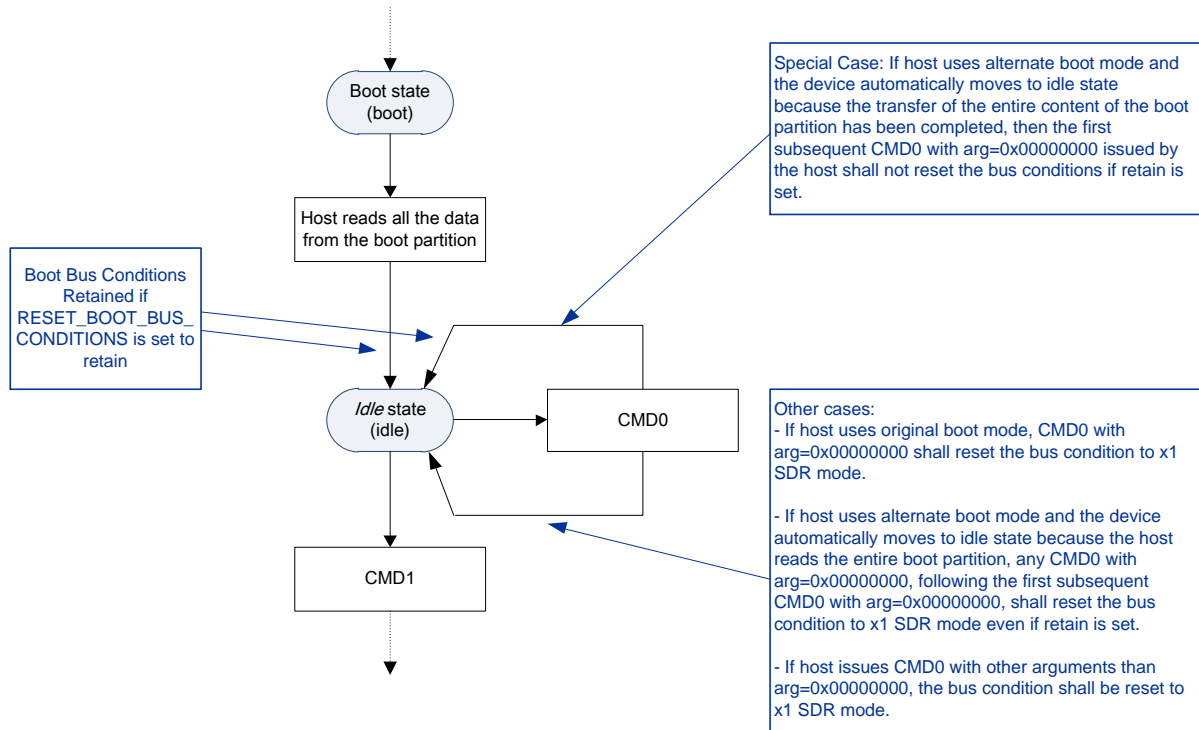 Boot state
(boot)
Host reads all the data
from the boot partition
Boot Bus Conditions
Retained if
RESET_BOOT_BUS_
CONDITIONS is set to
retain
Special Case: If host uses alternate boot mode and
the device automatically moves to idle state
because the transfer of the entire content of the boot
partition has been completed, then the first
subsequent CMD0 with arg=0x00000000 issued by
the host shall not reset the bus conditions if retain is
set.
Idle state
(idle)
CMD0
CMD1
Other cases:
- If host uses original boot mode, CMD0 with
arg=0x00000000 shall reset the bus condition to x1
SDR mode.
- If host uses alternate boot mode and the device
automatically moves to idle state because the host
reads the entire boot partition, any CMD0 with
arg=0x00000000, following the first subsequent
CMD0 with arg=0x00000000, shall reset the bus
condition to x1 SDR mode even if retain is set.
- If host issues CMD0 with other arguments than
arg=0x00000000, the bus condition shall be reset to
x1 SDR mode.